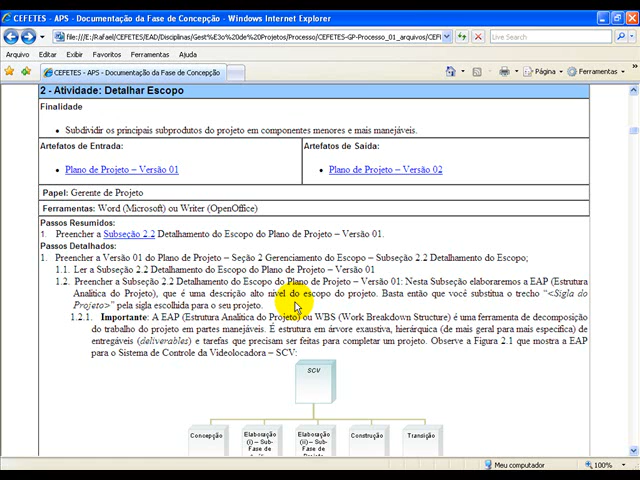 CEFETES - APS - Documentação da Fase de Concepção - Windows Internet Explorer
file:///E:/Rafael/CEFETES/EAD/Disciplinas/Gest%E3o%20de%20Projetos/Processo/CEFETES-GP-Processo_01_arquivos/CEFE
Live Search
Arquivo Editar Exibir Favoritos Ferramentas Ajuda
CEFETES - APS - Documentação da Fase de Concepção
Página Ferramentas
2 - Atividade: Detalhar Escopo
Finalidade
• Subdividir os principais subprodutos do projeto em componentes menores e mais manejáveis.
Artefatos de Entrada: Artefatos de Saída:
• Plano de Projeto – Versão 01 • Plano de Projeto – Versão 02
Papel: Gerente de Projeto
Ferramentas: Word (Microsoft) ou Writer (OpenOffice)
Passos Resumidos:
1. Preencher a Subseção 2.2 Detalhamento do Escopo do Plano de Projeto – Versão 01.
Passos Detalhados:
1. Preencher a Versão 01 do Plano de Projeto – Seção 2 Gerenciamento do Escopo – Subseção 2.2 Detalhamento do Escopo;
1.1. Ler a Subseção 2.2 Detalhamento do Escopo do Plano de Projeto – Versão 01
1.2. Preencher a Subseção 2.2 Detalhamento do Escopo do Plano de Projeto – Versão 01: Nesta Subseção elaboraremos a EAP (Estrutura
Analítica do Projeto), que é uma descrição alto nível do escopo do projeto. Basta então que você substitua o trecho “<Sigla do
Projeto>” pela sigla escolhida para o seu projeto.
1.2.1. Importante: A EAP (Estrutura Analítica do Projeto) ou WBS (Work Breakdown Structure) é uma ferramenta de decomposição
do trabalho do projeto em partes manejáveis. É estrutura em árvore exaustiva, hierárquica (de mais geral para mais específica) de
entregáveis (deliverables) e tarefas que precisam ser feitas para completar um projeto. Observe a Figura 2.1 que mostra a EAP
para o Sistema de Controle da Videolocadora – SCV:
SCV
Concepção Elaboração (i) – Sub-Fase de Elaboração (ii) – Sub-Fase de Projeto Construção Transição
Meu computador 100%